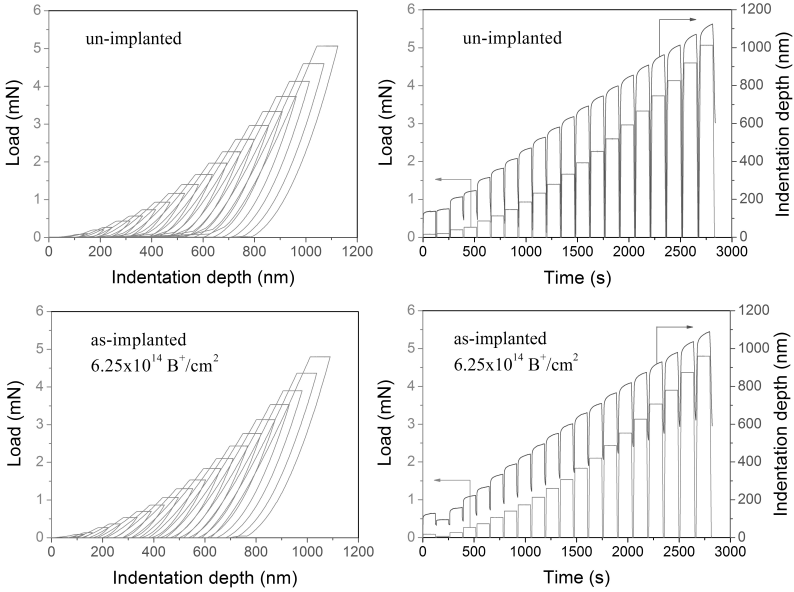 un-implanted
Load (mN)
6
5
4
3
2
1
0
0 200 400 600 800 1000 1200
Indentation depth (nm)
un-implanted
Load (mN)
6
5
4
3
2
1
0
0 500 1000 1500 2000 2500 3000
Time (s)
1200
1000
800
600
400
200
0
Indentation depth (nm)
as-implanted
6.25x10¹⁴ B⁺/cm²
Load (mN)
6
5
4
3
2
1
0
0 200 400 600 800 1000 1200
Indentation depth (nm)
as-implanted
6.25x10¹⁴ B⁺/cm²
Load (mN)
6
5
4
3
2
1
0
0 500 1000 1500 2000 2500 3000
Time (s)
1200
1000
800
600
400
200
0
Indentation depth (nm)